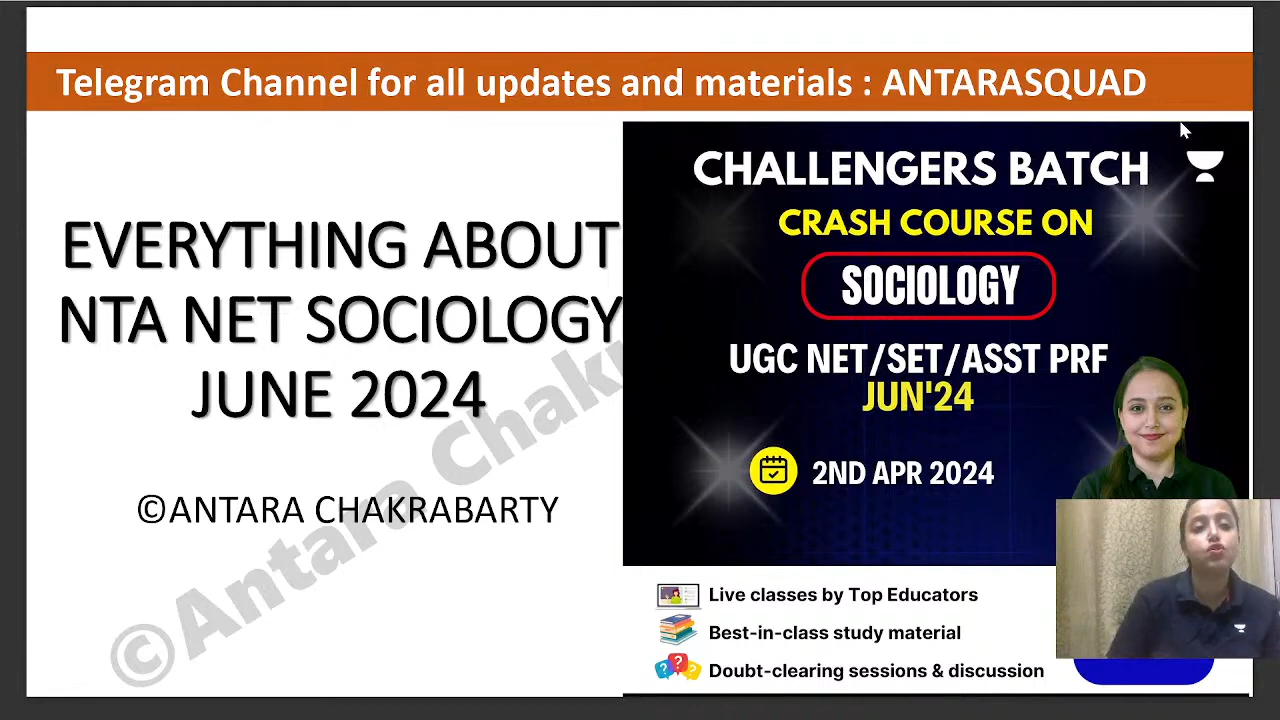 Telegram Channel for all updates and materials : ANTARASQUAD
EVERYTHING ABOUT
NTA NET SOCIOLOGY
JUNE 2024
©ANTARA CHAKRABARTY
©Antara Chak
CHALLENGERS BATCH
CRASH COURSE ON
SOCIOLOGY
UGC NET/SET/ASST PRF
JUN'24
2ND APR 2024
Live classes by Top Educators
Best-in-class study material
Doubt-clearing sessions & discussion